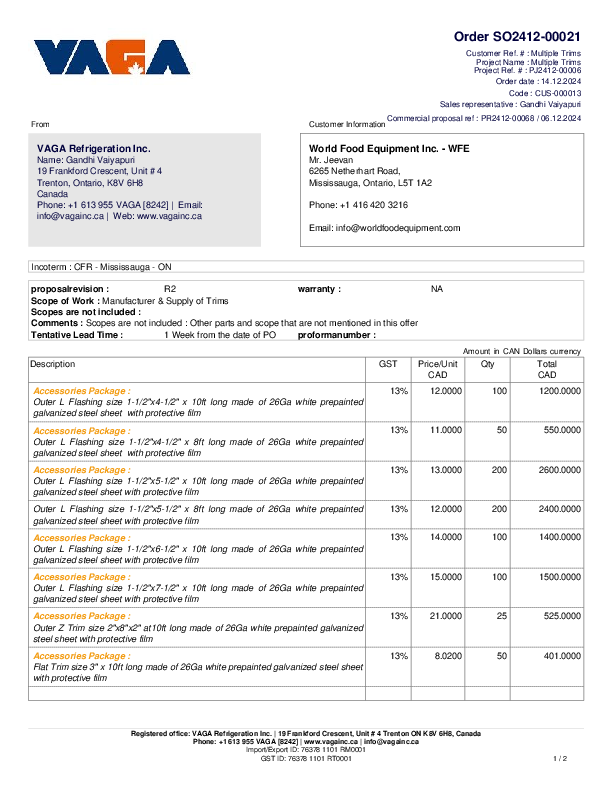 VAGA
Order SO2412-00021
Customer Ref. # : Multiple Trims
Project Name : Multiple Trims
Project Ref. # : PJ2412-00006
Order date : 14.12.2024
Code : CUS-000013
Sales representative : Gandhi Vaiyapuri
Commercial proposal ref : PR2412-00068 / 06.12.2024
From
Customer Information
VAGA Refrigeration Inc.
Name: Gandhi Vaiyapuri
19 Frankford Crescent, Unit # 4
Trenton, Ontario, K8V 6H8
Canada
Phone: +1 613 955 VAGA [8242] | Email:
info@vagainc.ca | Web: www.vagainc.ca
World Food Equipment Inc. - WFE
Mr. Jeevan
6265 Netherhart Road,
Mississauga, Ontario, L5T 1A2
Phone: +1 416 420 3216
Email: info@worldfoodequipment.com
Incoterm : CFR - Mississauga - ON
proposalrevision : R2 warranty : NA
Scope of Work : Manufacturer & Supply of Trims
Scopes are not included :
Comments : Scopes are not included : Other parts and scope that are not mentioned in this offer
Tentative Lead Time : 1 Week from the date of PO proformanumber :
Amount in CAN Dollars currency
Description GST Price/Unit CAD Qty Total CAD
Accessories Package : 13% 12.0000 100 1200.0000
Outer L Flashing size 1-1/2"x4-1/2" x 10ft long made of 26Ga white prepainted
galvanized steel sheet with protective film
Accessories Package : 13% 11.0000 50 550.0000
Outer L Flashing size 1-1/2"x4-1/2" x 8ft long made of 26Ga white prepainted
galvanized steel sheet with protective film
Accessories Package : 13% 13.0000 200 2600.0000
Outer L Flashing size 1-1/2"x5-1/2" x 10ft long made of 26Ga white prepainted
galvanized steel sheet with protective film
Outer L Flashing size 1-1/2"x5-1/2" x 8ft long made of 26Ga white prepainted 13% 12.0000 200 2400.0000
galvanized steel sheet with protective film
Accessories Package : 13% 14.0000 100 1400.0000
Outer L Flashing size 1-1/2"x6-1/2" x 10ft long made of 26Ga white prepainted
galvanized steel sheet with protective film
Accessories Package : 13% 15.0000 100 1500.0000
Outer L Flashing size 1-1/2"x7-1/2" x 10ft long made of 26Ga white prepainted
galvanized steel sheet with protective film
Accessories Package : 13% 21.0000 25 525.0000
Outer Z Trim size 2"x8"x2" at10ft long made of 26Ga white prepainted galvanized
steel sheet with protective film
Accessories Package : 13% 8.0200 50 401.0000
Flat Trim size 3" x 10ft long made of 26Ga white prepainted galvanized steel sheet
with protective film
Registered office: VAGA Refrigeration Inc. | 19 Frankford Crescent, Unit # 4 Trenton ON K8V 6H8, Canada
Phone: +1 613 955 VAGA [8242] | www.vagainc.ca | info@vagainc.ca
Import/Export ID: 76378 1101 RM0001
GST ID: 76378 1101 RT0001
1 / 2